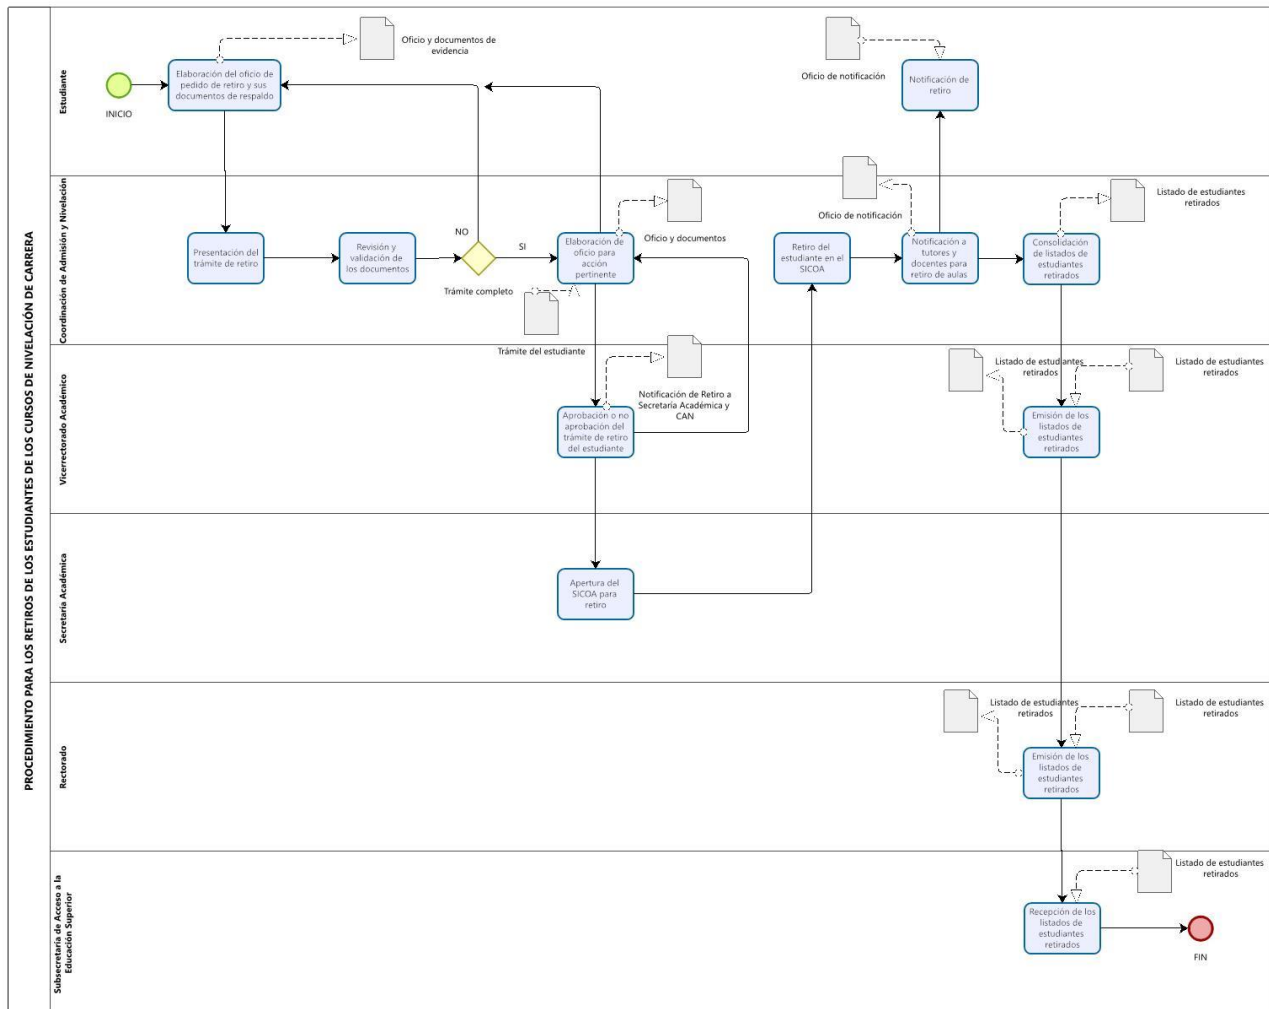 PROCEDIMIENTO PARA LOS RETIROS DE LOS ESTUDIANTES DE LOS CURSOS DE NIVELACIÓN DE CARRERA
Estudiante
INICIO
Elaboración del oficio de
pedido de retiro y sus
documentos de respaldo
Oficio y documentos de
evidencia
Oficio de notificación
Notificación de
retiro
Coordinación de Admisión y Nivelación
Presentación del
trámite de retiro
Revisión y
validación de
los documentos
NO
SI
Trámite completo
Elaboración de
oficio para
acción
pertinente
Oficio y documentos
Trámite del estudiante
Retiro del
estudiante en el
SICOA
Oficio de notificación
Notificación a
tutores y
docentes para
retiro de aulas
Consolidación
de listados de
estudiantes
retirados
Listado de estudiantes
retirados
Vicerrectorado Académico
Notificación de Retiro a
Secretaría Académica y
CAN
Aprobación o no
aprobación del
trámite de retiro
del estudiante
Listado de estudiantes
retirados
Listado de estudiantes
retirados
Emisión de los
listados de
estudiantes
retirados
Secretaría Académica
Apertura del
SICOA para
retiro
Rectorado
Listado de estudiantes
retirados
Listado de estudiantes
retirados
Emisión de los
listados de
estudiantes
retirados
Subsecretaría de Acceso a la
Educación Superior
Listado de estudiantes
retirados
Recepción de los
listados de
estudiantes
retirados
FIN